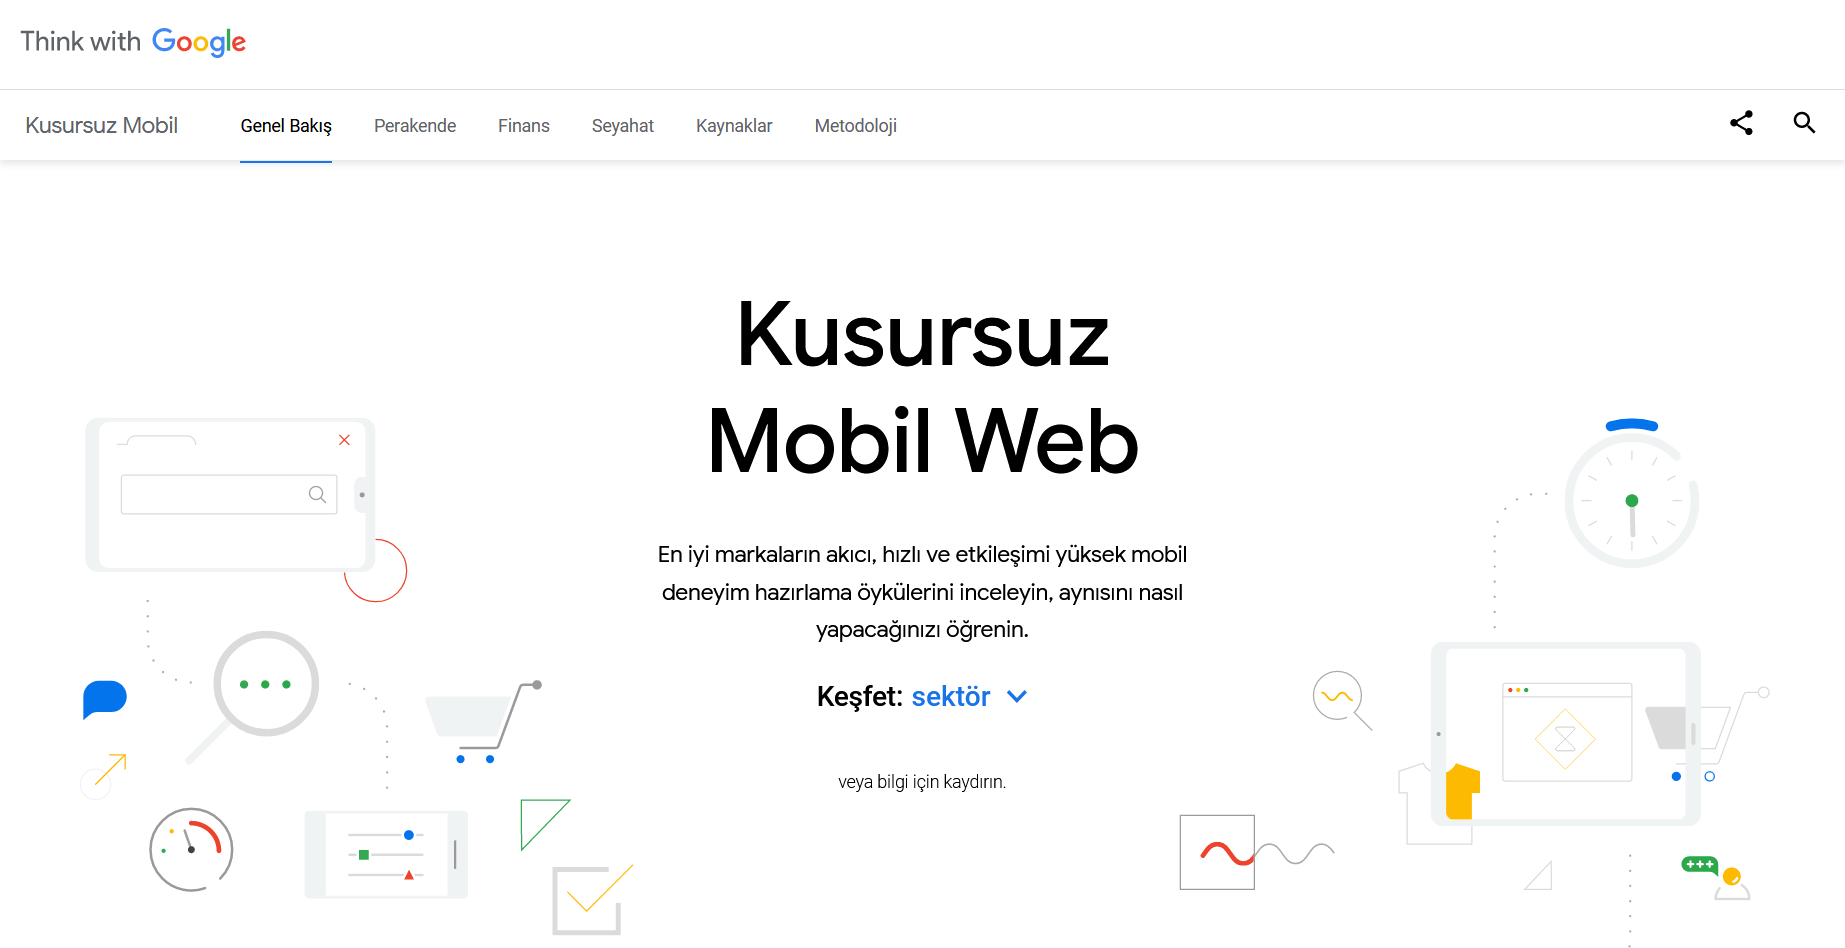 Think with Google
Kusursuz Mobil
Genel Bakış
Perakende
Finans
Seyahat
Kaynaklar
Metodoloji
Kusursuz
Mobil Web
En iyi markaların akıcı, hızlı ve etkileşimi yüksek mobil
deneyim hazırlama öykülerini inceleyin, aynısını nasıl
yapacağınızı öğrenin.
Keşfet: sektör
veya bilgi için kaydırın.